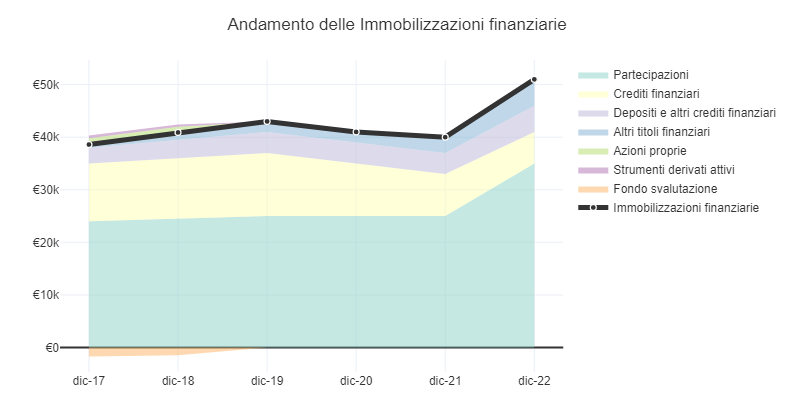 Andamento delle Immobilizzazioni finanziarie
€50k
€40k
€30k
€20k
€10k
€0
dic-17
dic-18
dic-19
dic-20
dic-21
dic-22
Partecipazioni
Crediti finanziari
Depositi e altri crediti finanziari
Altri titoli finanziari
Azioni proprie
Strumenti derivati attivi
Fondo svalutazione
Immobilizzazioni finanziarie